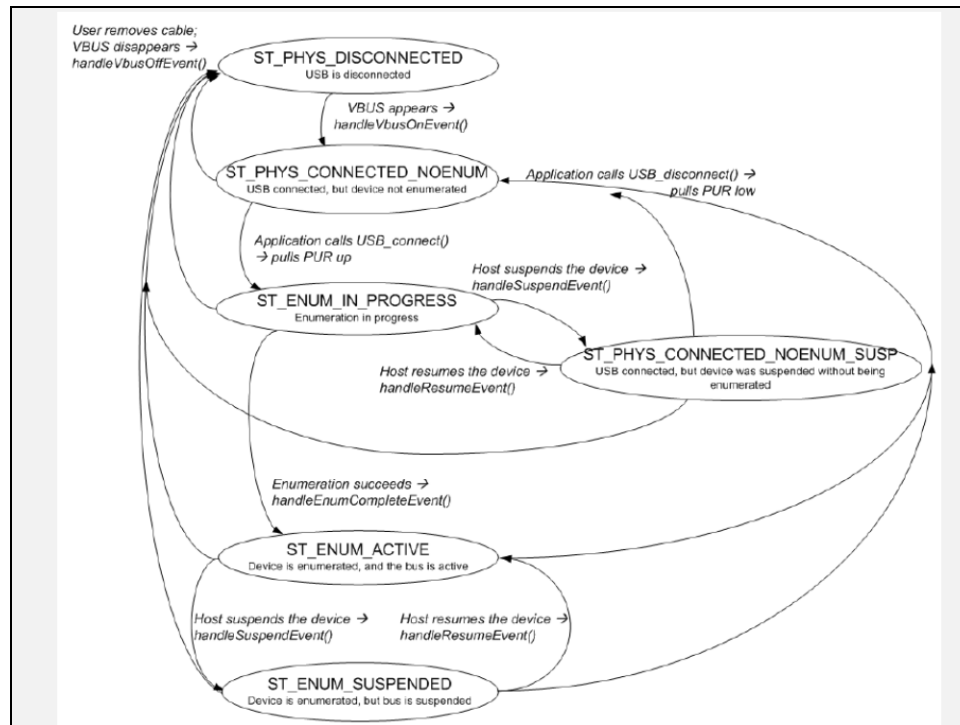 User removes cable;
VBUS disappears →
handleVbusOffEvent()
ST_PHYS_DISCONNECTED
USB is disconnected
VBUS appears →
handleVbusOnEvent()
ST_PHYS_CONNECTED_NOENUM
USB connected, but device not enumerated
Application calls USB_disconnect() →
pulls PUR low
Application calls USB_connect()
→ pulls PUR up
Host suspends the device →
handleSuspendEvent()
ST_ENUM_IN_PROGRESS
Enumeration in progress
ST_PHYS_CONNECTED_NOENUM_SUSP
USB connected, but device was suspended without being
enumerated
Host resumes the device →
handleResumeEvent()
Enumeration succeeds →
handleEnumCompleteEvent()
ST_ENUM_ACTIVE
Device is enumerated, and the bus is active
Host suspends the device →
handleSuspendEvent()
Host resumes the device →
handleResumeEvent()
ST_ENUM_SUSPENDED
Device is enumerated, but bus is suspended